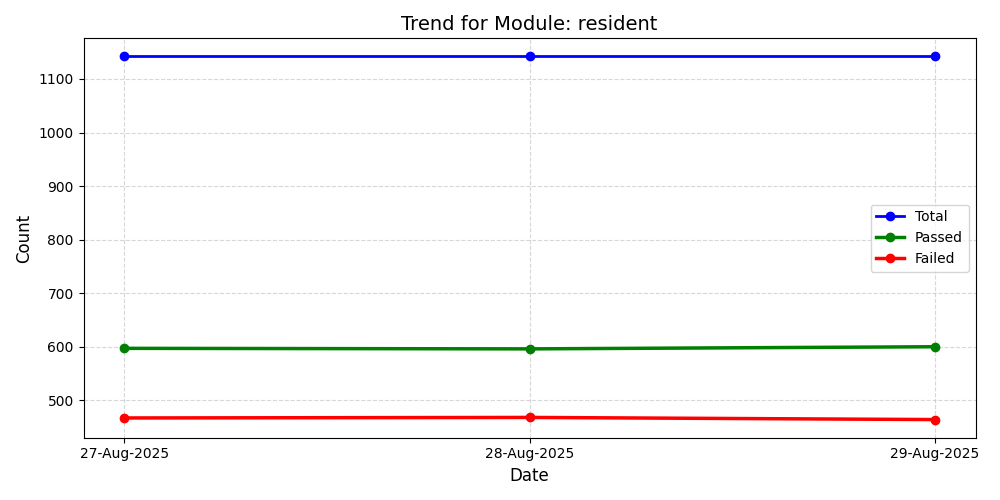 Trend for Module: resident
Count
1100
1000
900
800
700
600
500
Total
Passed
Failed
27-Aug-2025
28-Aug-2025
29-Aug-2025
Date